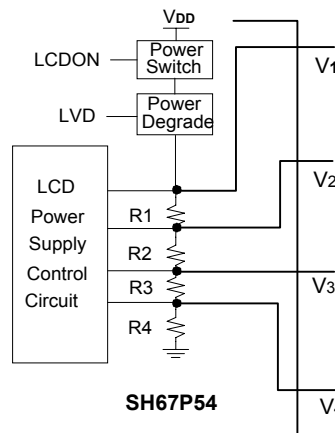 VDD
LCDON
Power
Switch
V1
LVD
Power
Degrade
LCD
Power
Supply
Control
Circuit
R1
R2
R3
R4
V2
V3
SH67P54